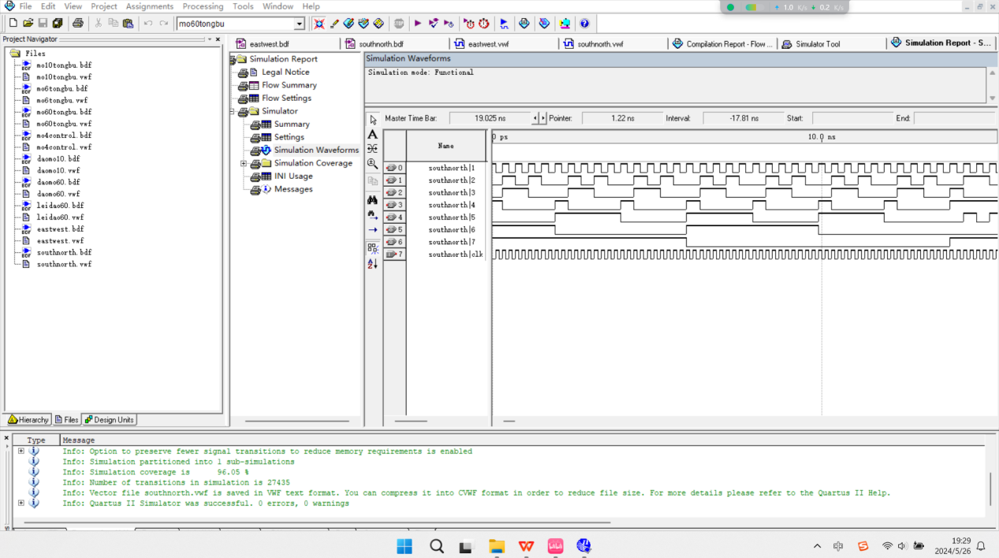 File Edit View Project Assignments Processing Tools Window Help
↑ 1.0 K/s ↓ 0.2 K/s
mo60tongbu
Project Navigator
Files
mo10tongbu.bdf
mo10tongbu.vwf
mo6tongbu.bdf
mo6tongbu.vwf
mo60tongbu.bdf
mo60tongbu.vwf
mo4control.bdf
mo4control.vwf
daomo10.bdf
daomo10.vwf
daomo60.bdf
daomo60.vwf
leidao60.bdf
leidao60.vwf
eastwest.bdf
eastwest.vwf
southnorth.bdf
southnorth.vwf
Hierarchy Files Design Units
eastwest.bdf southnorth.bdf eastwest.vwf southnorth.vwf Compilation Report - Flow ... Simulator Tool Simulation Report - S...
Simulation Report
Legal Notice
Flow Summary
Flow Settings
Simulator
Summary
Settings
Simulation Waveforms
Simulation Coverage
INI Usage
Messages
Simulation Waveforms
Simulation mode: Functional
Master Time Bar: 19.025 ns Pointer: 1.22 ns Interval: -17.81 ns Start: End:
Name
0 ps 10.0 ns
0 southnorth|1
1 southnorth|2
2 southnorth|3
3 southnorth|4
4 southnorth|5
5 southnorth|6
6 southnorth|7
7 southnorth|clk
Type Message
Info: Option to preserve fewer signal transitions to reduce memory requirements is enabled
Info: Simulation partitioned into 1 sub-simulations
Info: Simulation coverage is 96.05 %
Info: Number of transitions in simulation is 27435
Info: Vector file southnorth.vwf is saved in VWF text format. You can compress it into CVWF format in order to reduce file size. For more details please refer to the Quartus II Help.
Info: Quartus II Simulator was successful. 0 errors, 0 warnings
中
19:29
2024/5/26